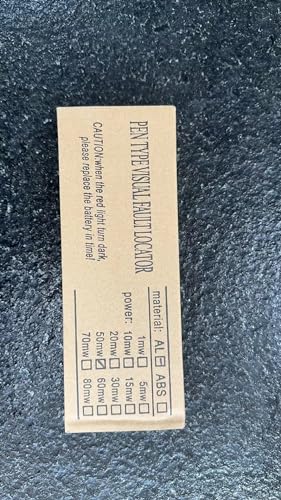 PEN TYPE VISUAL FAULT LOCATOR
CAUTION:when the red light turn dark,
please replace the battery in time!
material: AL☑ ABS☐
1mw☐ 5mw☐
power: 10mw☐ 15mw☐
20mw☐ 30mw☐
50mw☑ 60mw☐
70mw☐ 80mw☐